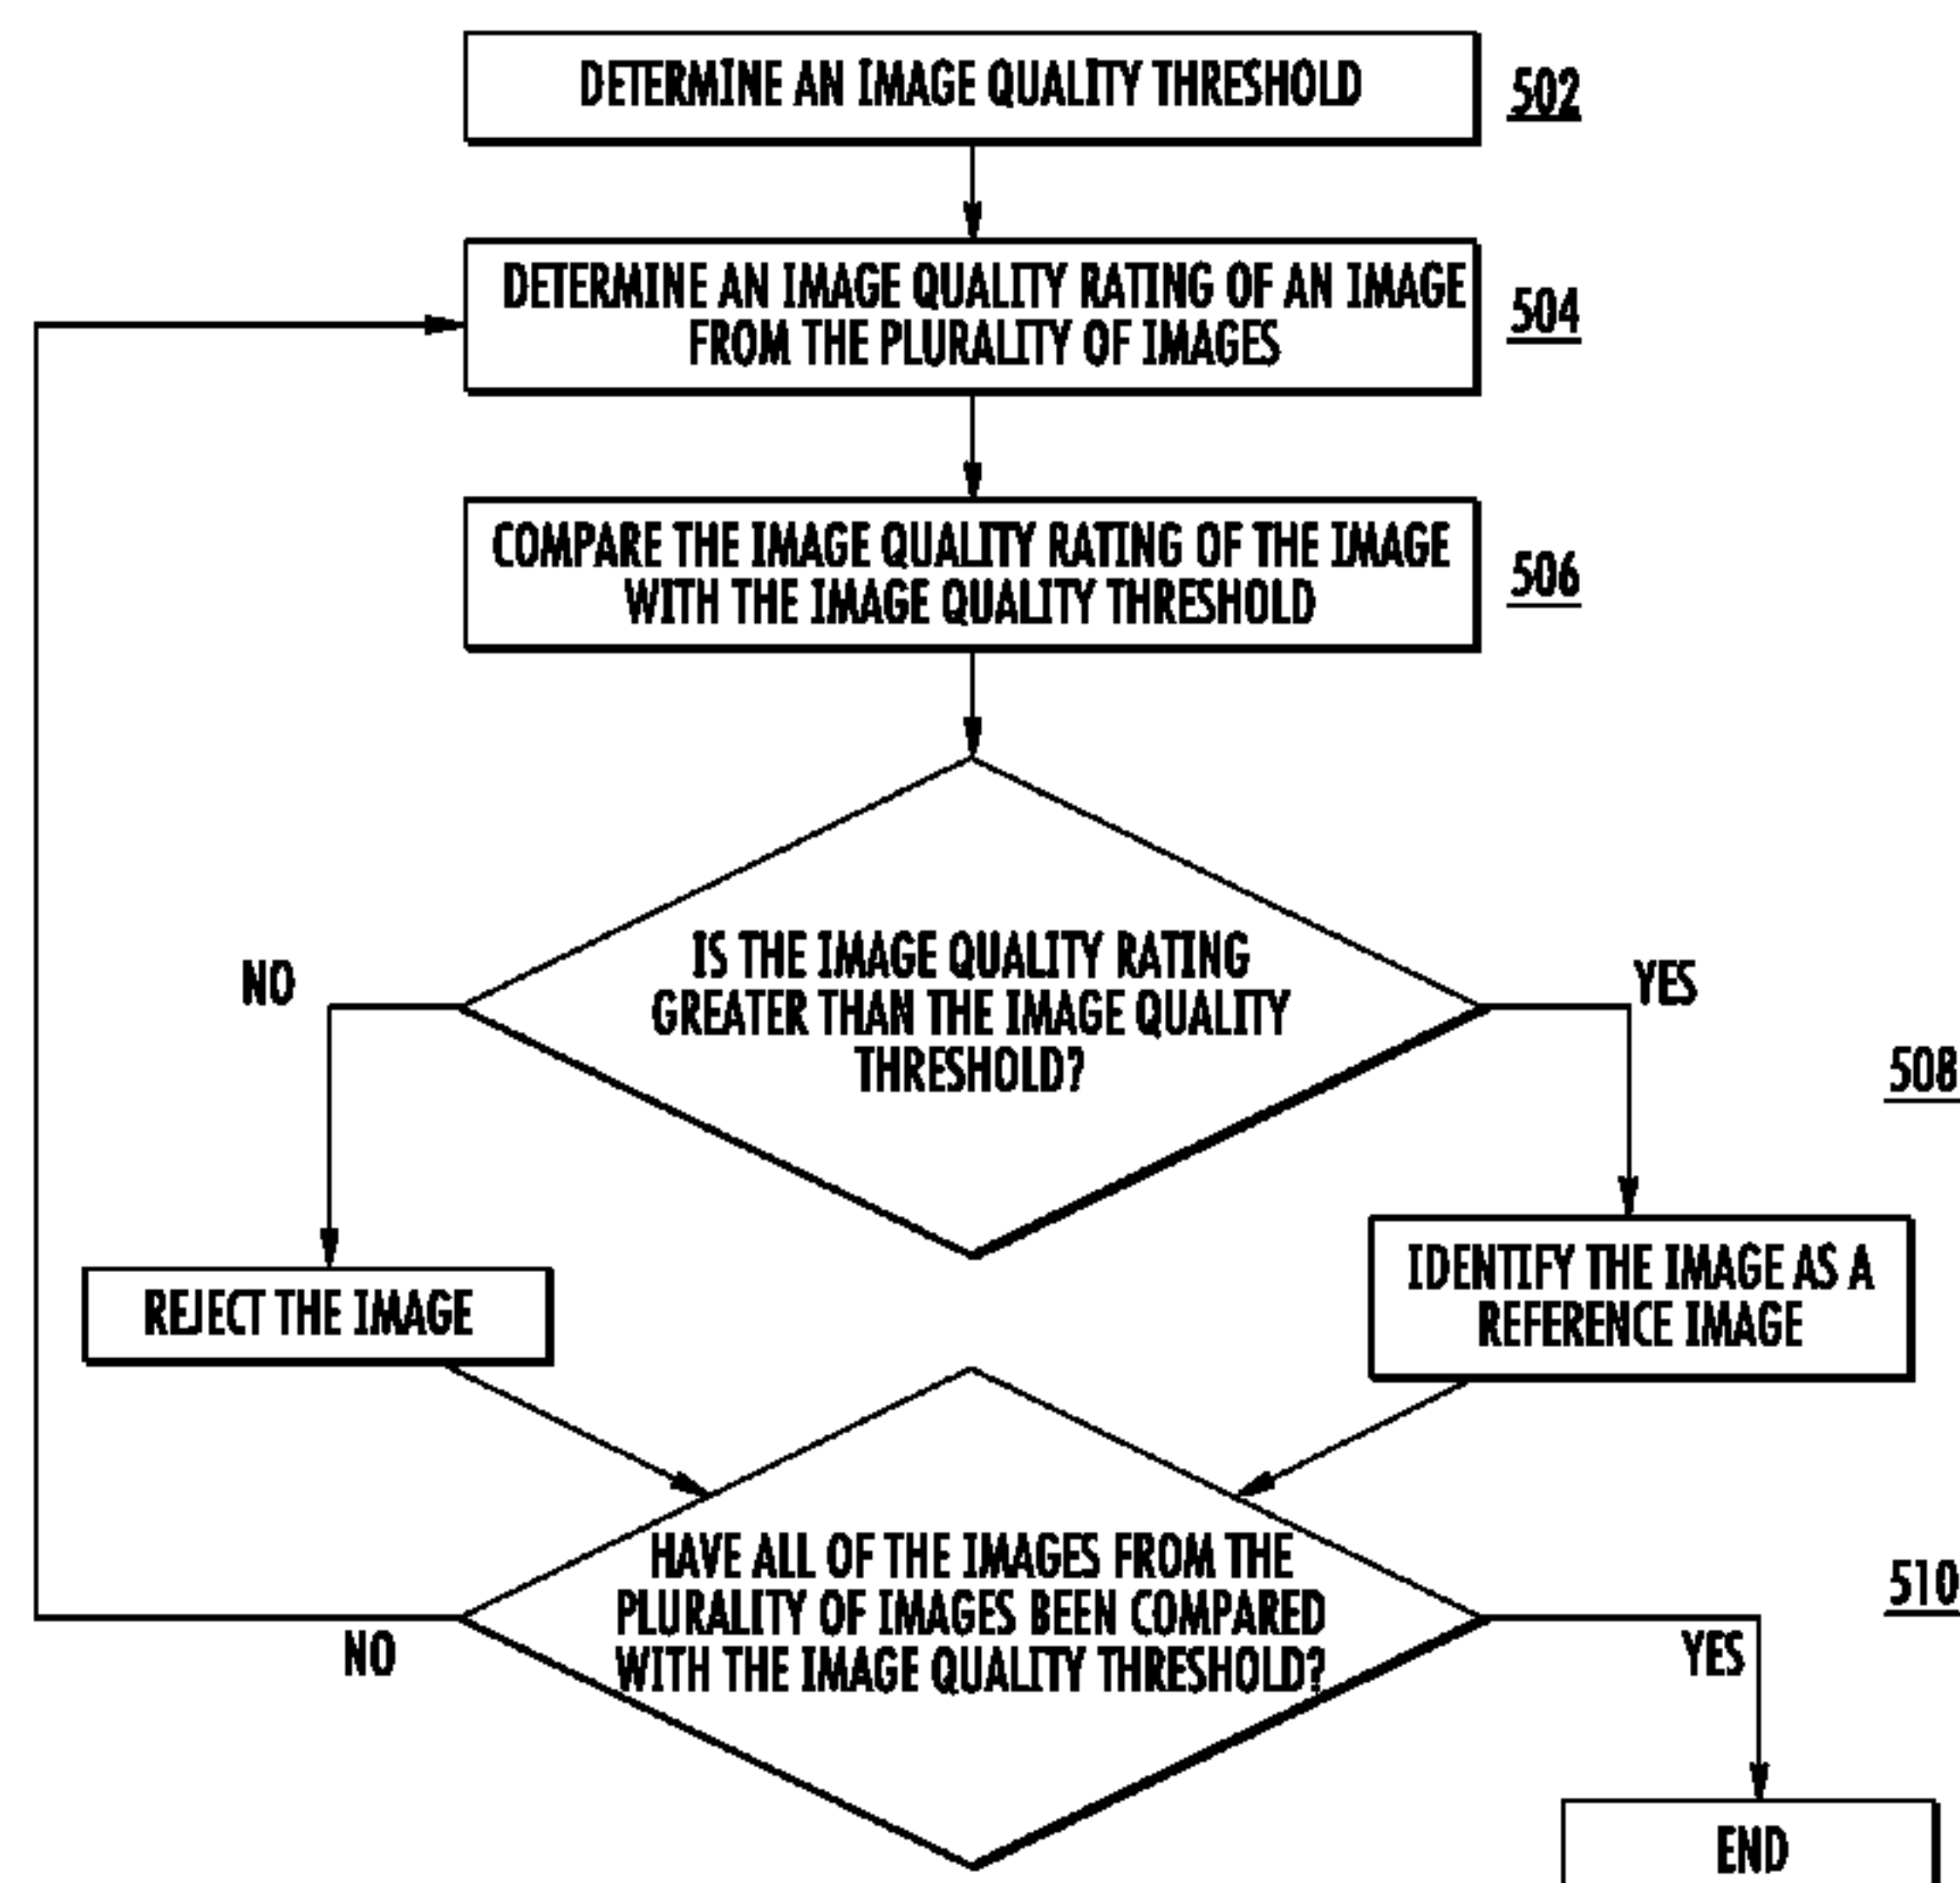 DETERMINE AN IMAGE QUALITY THRESHOLD
502
DETERMINE AN IMAGE QUALITY RATING OF AN IMAGE
FROM THE PLURALITY OF IMAGES
504
COMPARE THE IMAGE QUALITY RATING OF THE IMAGE
WITH THE IMAGE QUALITY THRESHOLD
506
IS THE IMAGE QUALITY RATING
GREATER THAN THE IMAGE QUALITY
THRESHOLD?
NO
YES
508
REJECT THE IMAGE
IDENTIFY THE IMAGE AS A
REFERENCE IMAGE
HAVE ALL OF THE IMAGES FROM THE
PLURALITY OF IMAGES BEEN COMPARED
WITH THE IMAGE QUALITY THRESHOLD?
510
NO
YES
END